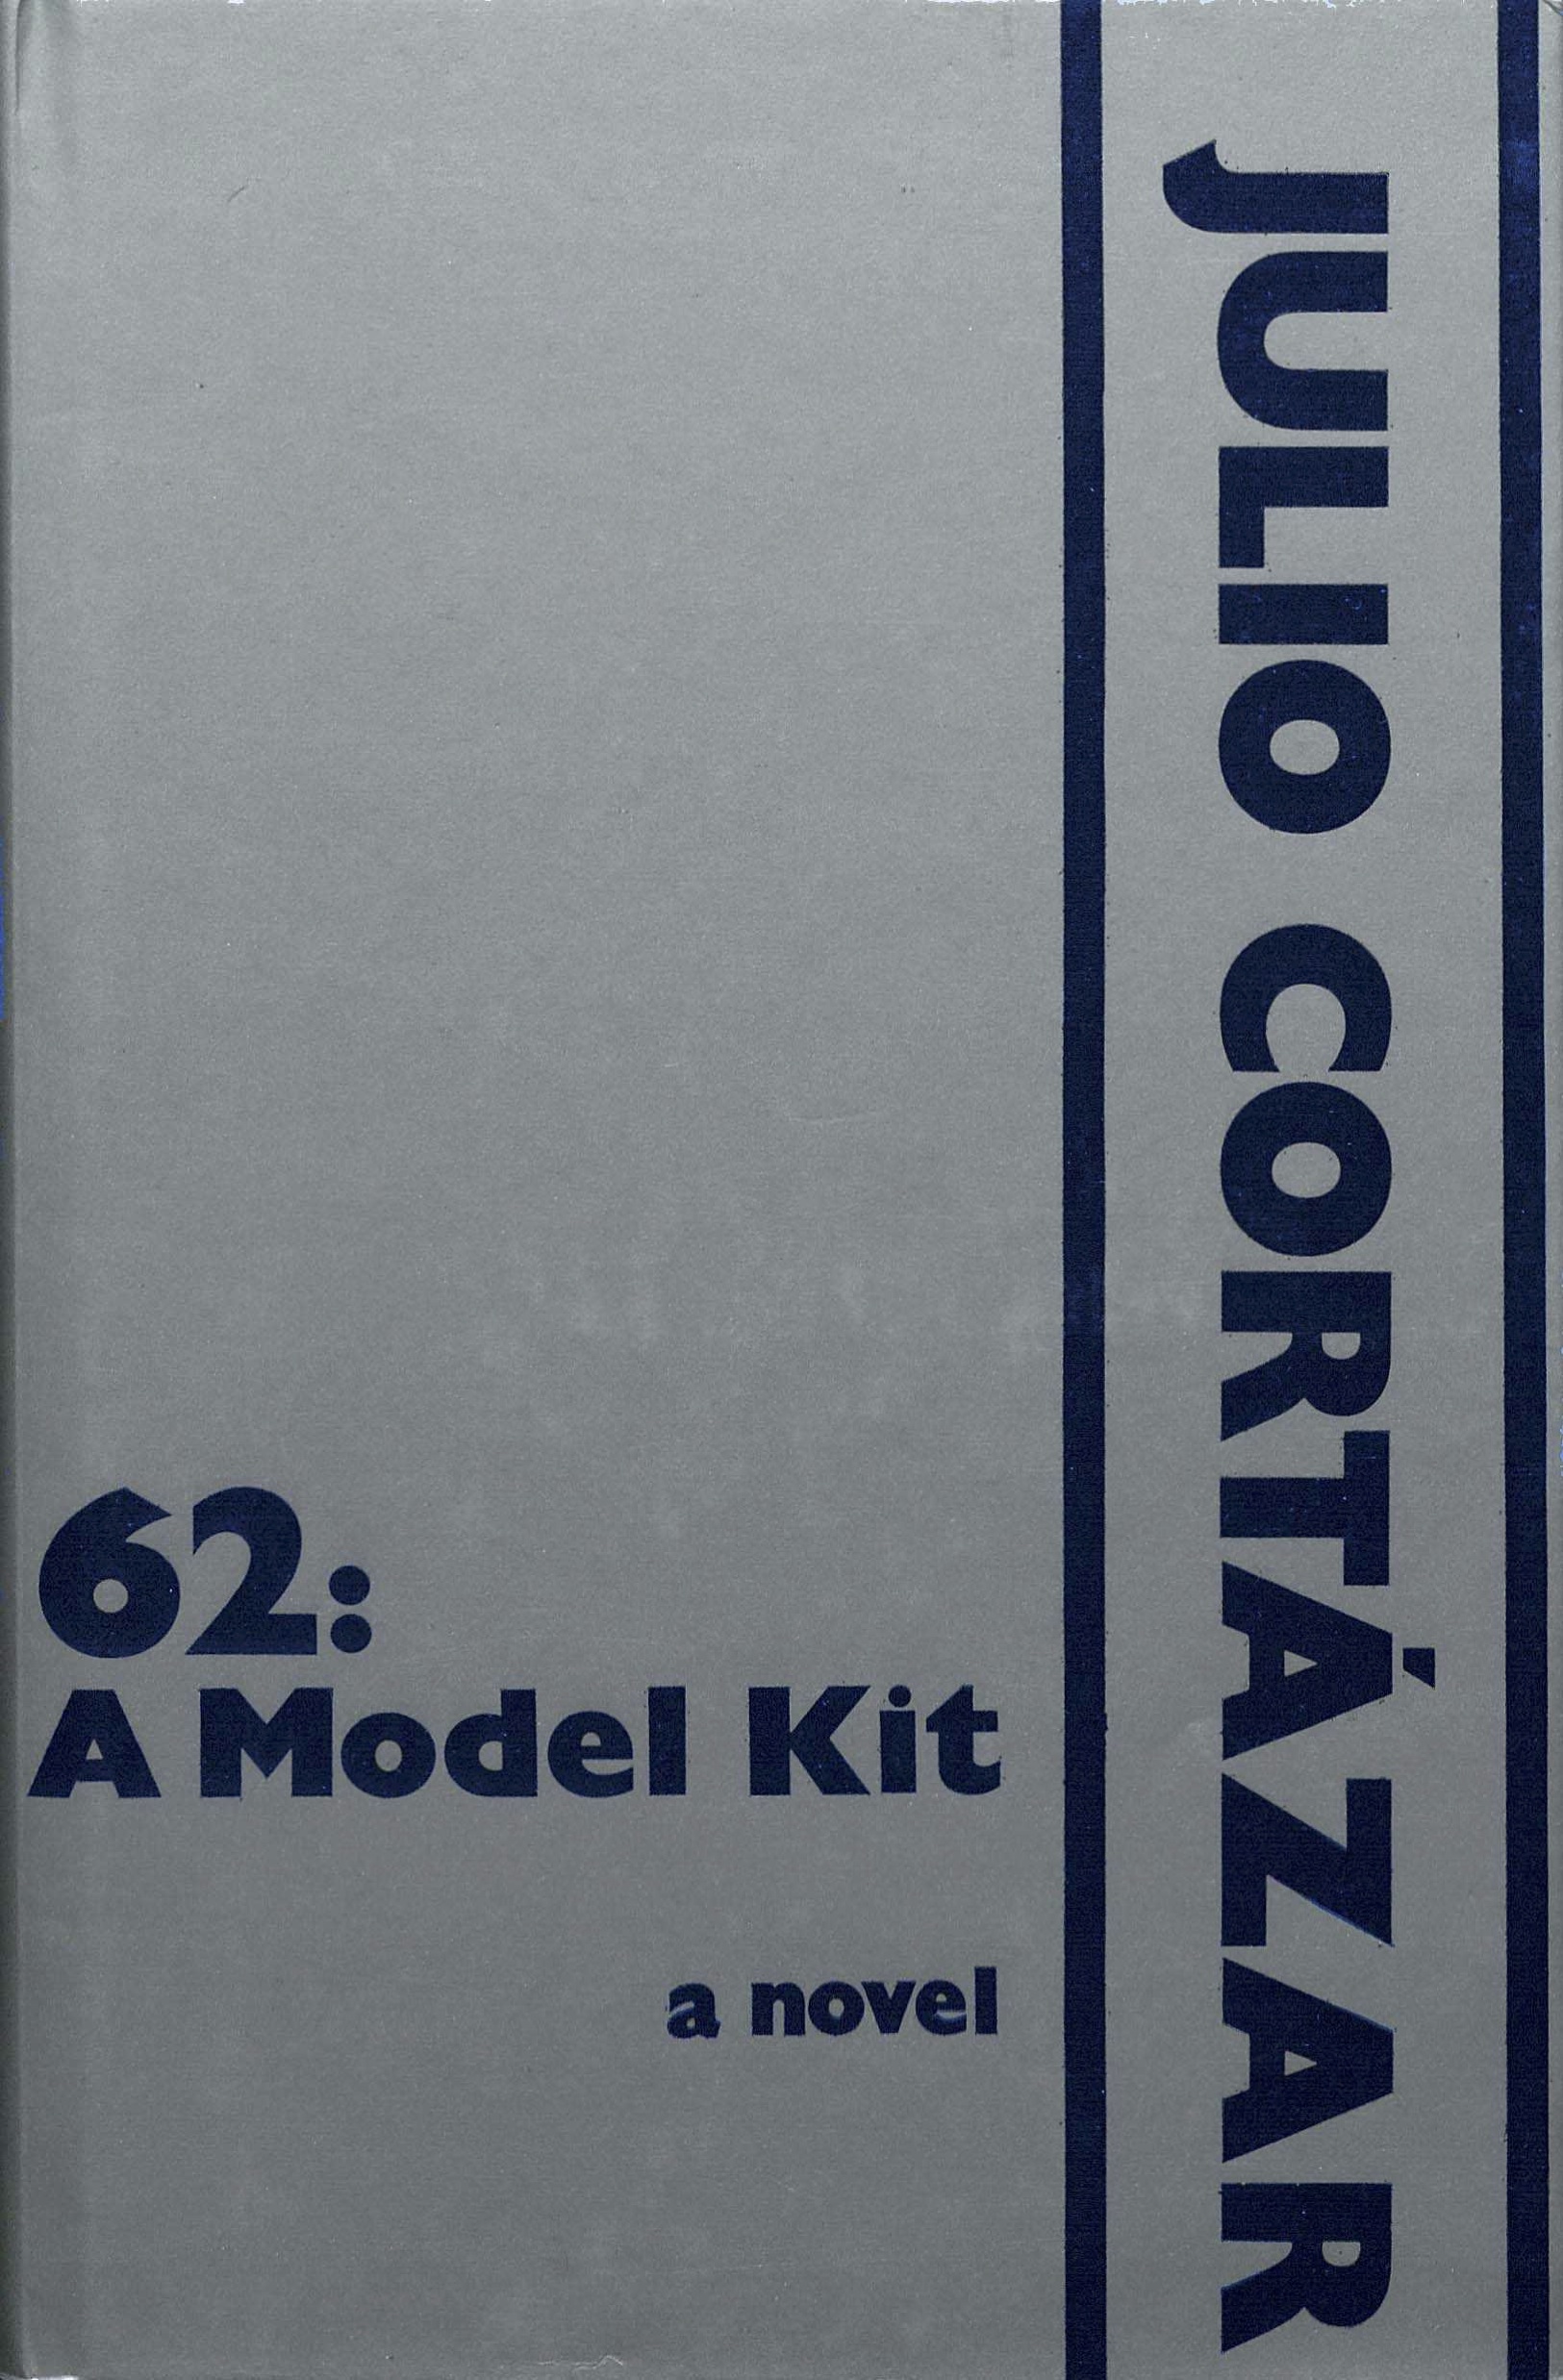 JULIO CORTÁZAR
62:
A Model Kit
a novel